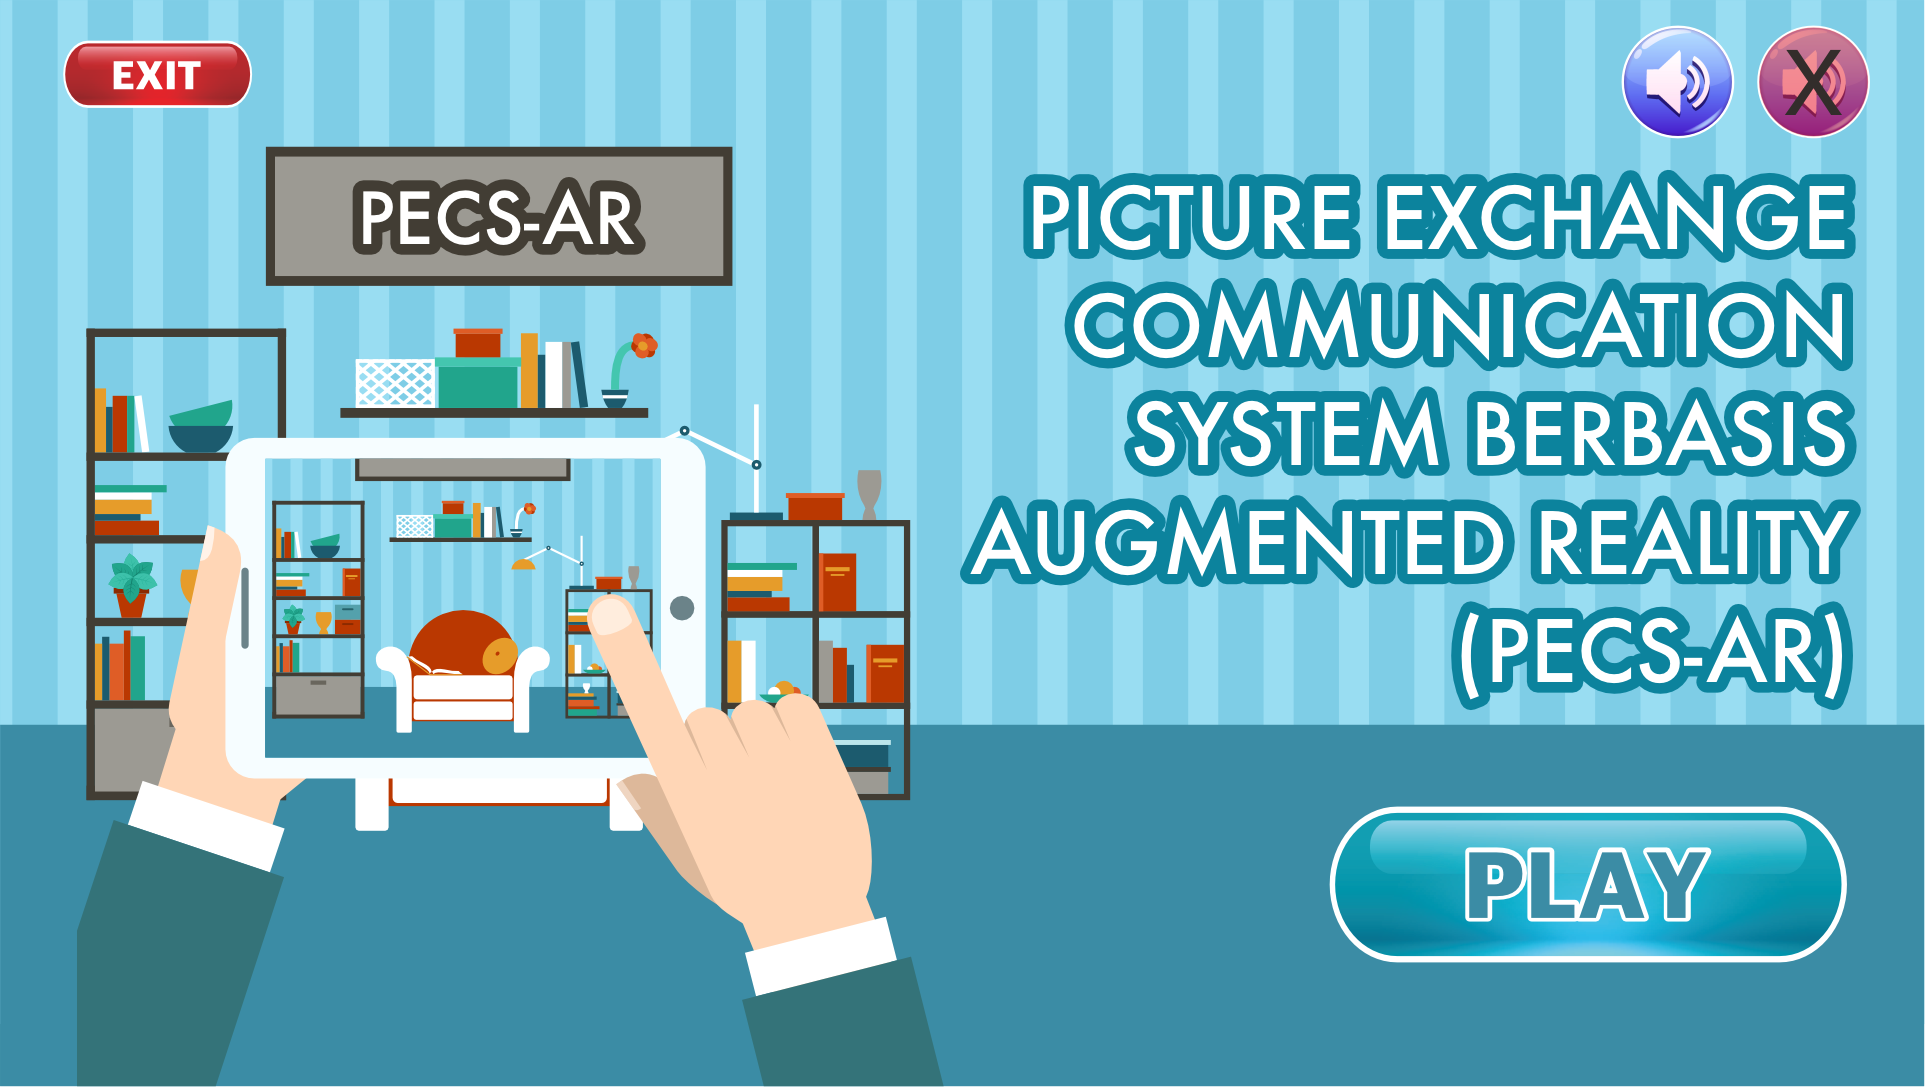 EXIT
X
PECS-AR
PICTURE EXCHANGE
COMMUNICATION
SYSTEM BERBASIS
AUGMENTED REALITY
(PECS-AR)
PLAY